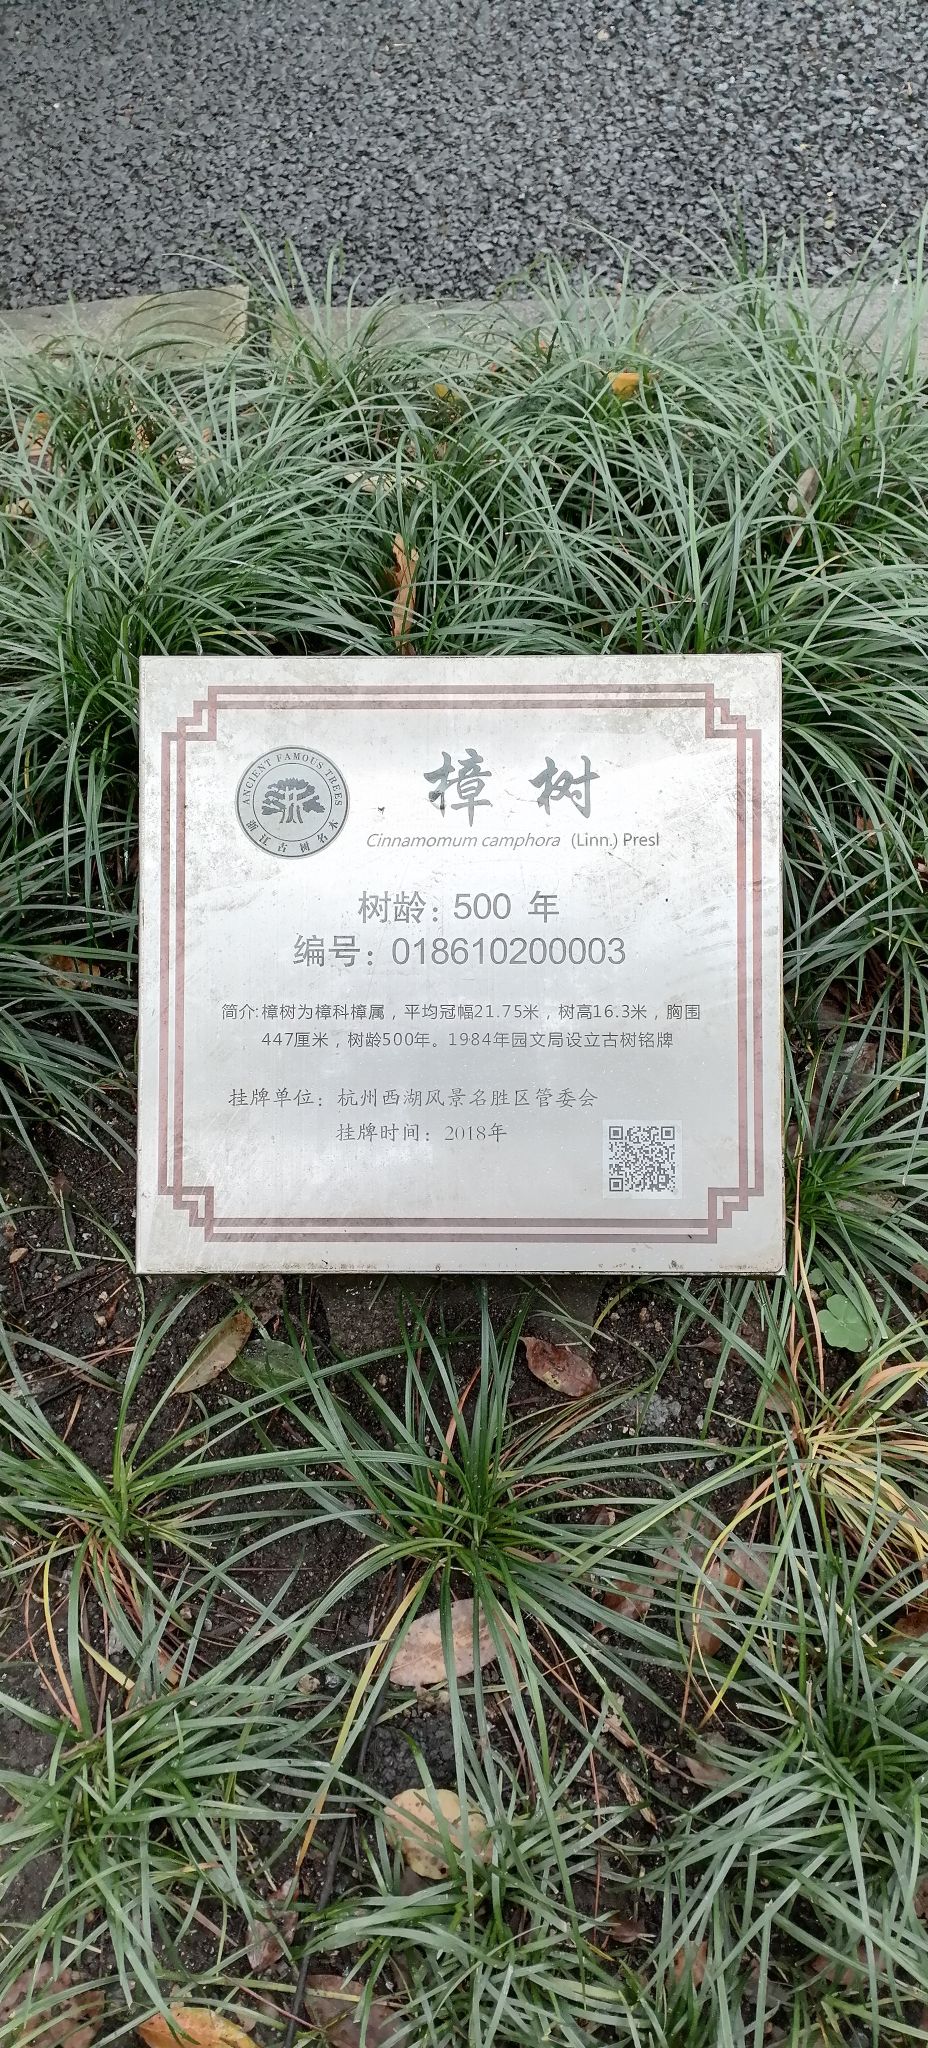 ANCIENT FAMOUS TREES
浙江古树名木
樟树
Cinnamomum camphora (Linn.) Presl
树龄：500 年
编号：018610200003
简介:樟树为樟科樟属，平均冠幅21.75米，树高16.3米，胸围
447厘米，树龄500年。1984年园文局设立古树铭牌
挂牌单位：杭州西湖风景名胜区管委会
挂牌时间：2018年